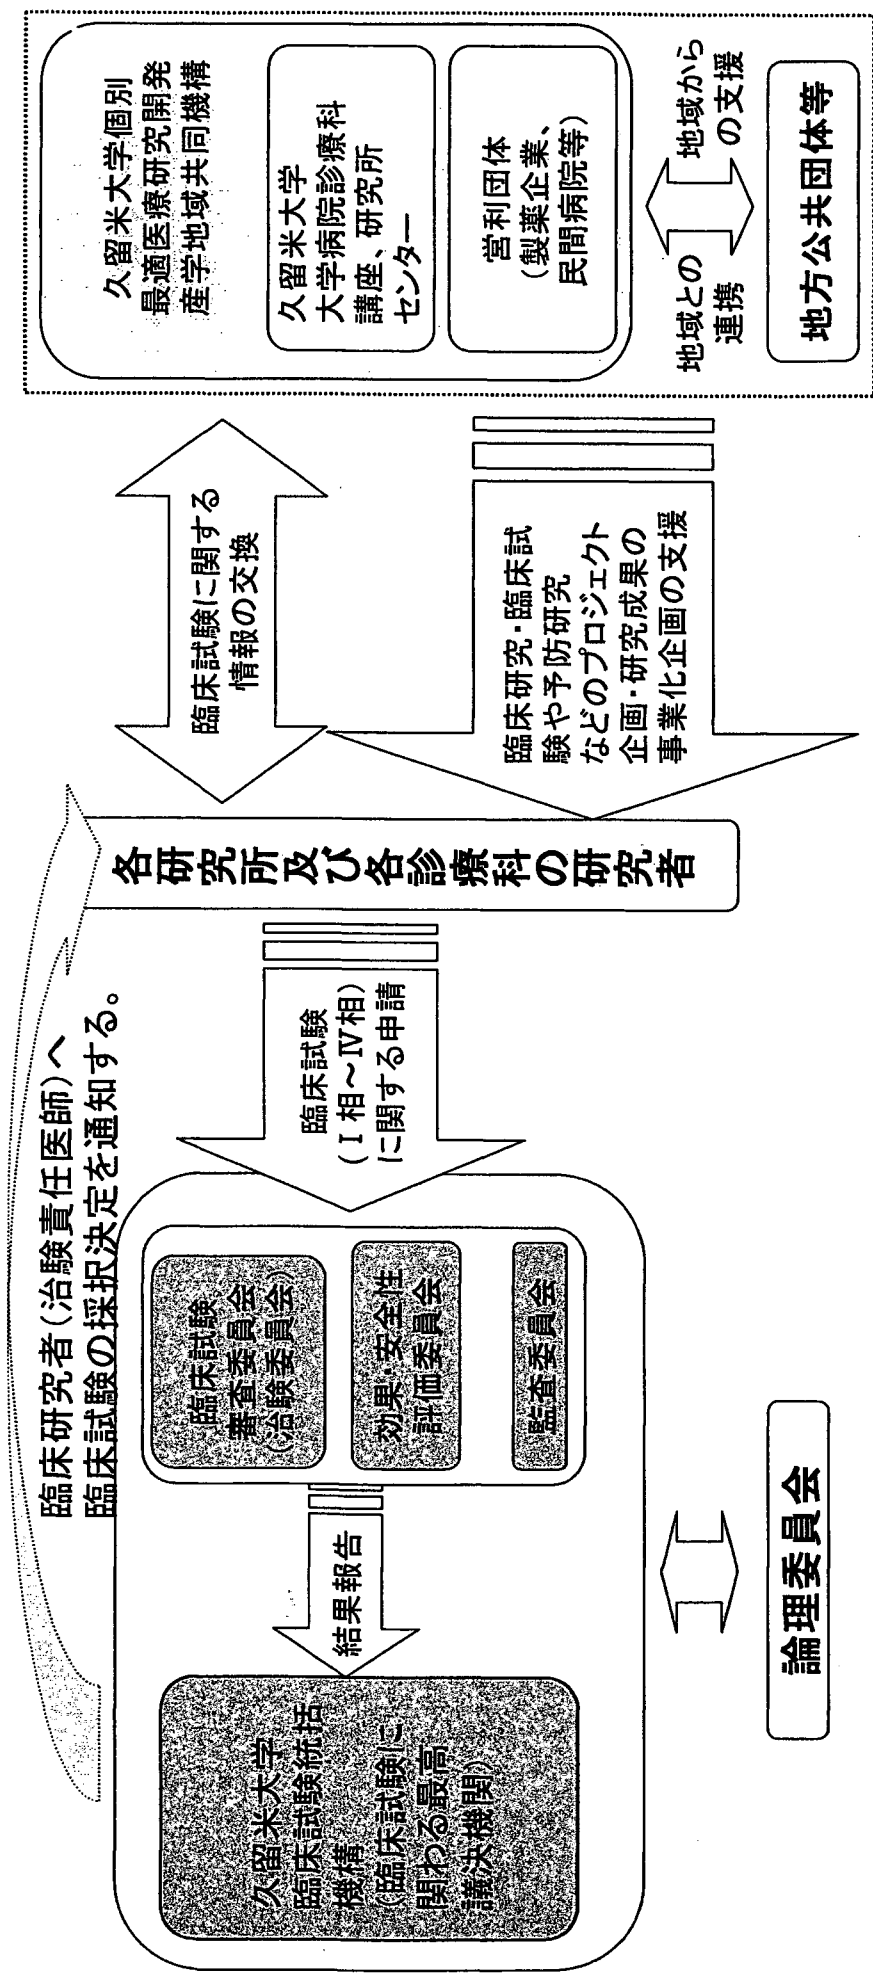 臨床研究者(治験責任医師)へ
臨床試験の採択決定を通知する。
久留米大学
臨床試験統括
機構
(臨床試験に
関わる最高
議決機関)
結果報告
臨床試験
審査委員会
(治験委員会)
効果・安全性
評価委員会
監査委員会
論理委員会
臨床試験
(Ⅰ相~Ⅳ相)
に関する申請
各研究所及び各診療科の研究者
臨床試験に関する
情報の交換
臨床研究・臨床試
験や予防研究
などのプロジェクト
企画・研究成果の
事業化企画の支援
久留米大学個別
最適医療研究開発
産学地域共同機構
久留米大学
大学病院診療科
講座、研究所
センター
営利団体
(製薬企業、
民間病院等)
地域との
連携
地域から
の支援
地方公共団体等